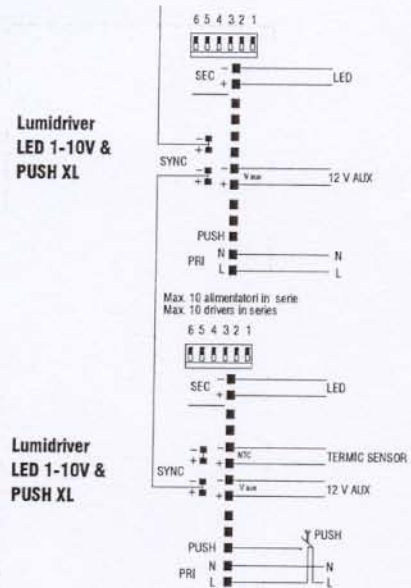 6 5 4 3 2 1
SEC - + LED
Lumidriver
LED 1-10V &
PUSH XL
- +
SYNC
- + - + V aux 12 V AUX
PUSH
PRI N N
L L
Max. 10 alimentatori in serie
Max. 10 drivers in series
6 5 4 3 2 1
SEC - + LED
Lumidriver
LED 1-10V &
PUSH XL
- + - + NTC TERMIC SENSOR
SYNC
- + - + V aux 12 V AUX
PUSH PUSH
PRI N N
L L